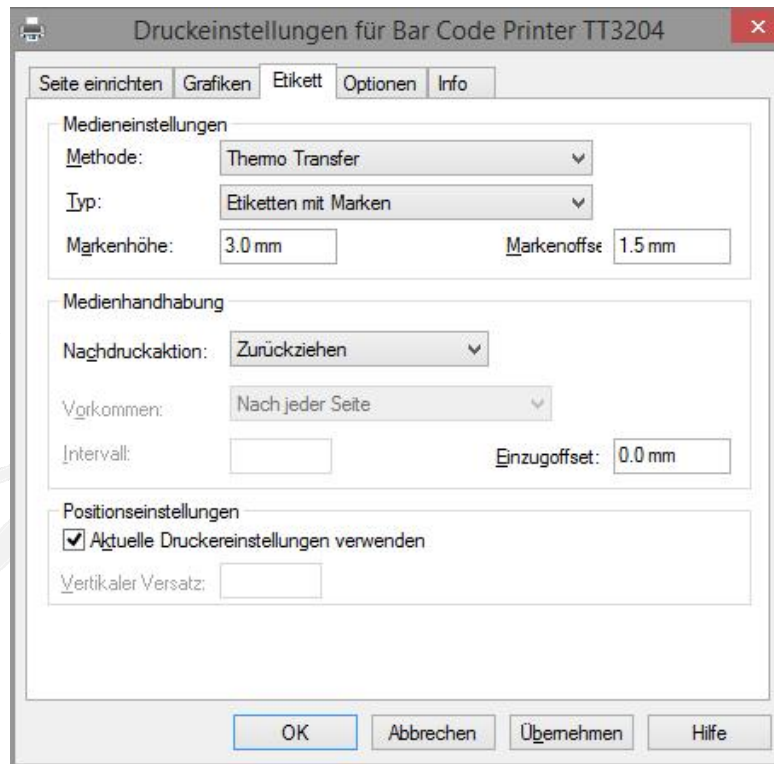 Druckeinstellungen für Bar Code Printer TT3204
Seite einrichten Grafiken Etikett Optionen Info
Medieneinstellungen
Methode: Thermo Transfer
Typ: Etiketten mit Marken
Markenhöhe: 3.0 mm Markenoffse 1.5 mm
Medienhandhabung
Nachdruckaktion: Zurückziehen
Vorkommen: Nach jeder Seite
Intervall: Einzugoffset: 0.0 mm
Positionseinstellungen
Aktuelle Druckereinstellungen verwenden
Vertikaler Versatz:
OK Abbrechen Übernehmen Hilfe